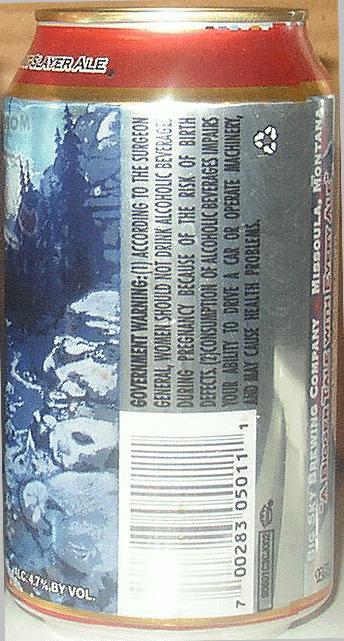 SLAYER ALE
GOVERNMENT WARNING: (1) ACCORDING TO THE SURGEON
GENERAL, WOMEN SHOULD NOT DRINK ALCOHOLIC BEVERAGE
DURING PREGNANCY BECAUSE OF THE RISK OF BIRTH
DEFECTS. (2) CONSUMPTION OF ALCOHOLIC BEVERAGES IMPAIRS
YOUR ABILITY TO DRIVE A CAR OR OPERATE MACHINERY,
AND MAY CAUSE HEALTH PROBLEMS.
BIG SKY BREWING COMPANY MISSOULA, MONTANA
7 00283 05011 1
ALC. 4.7% BY VOL.